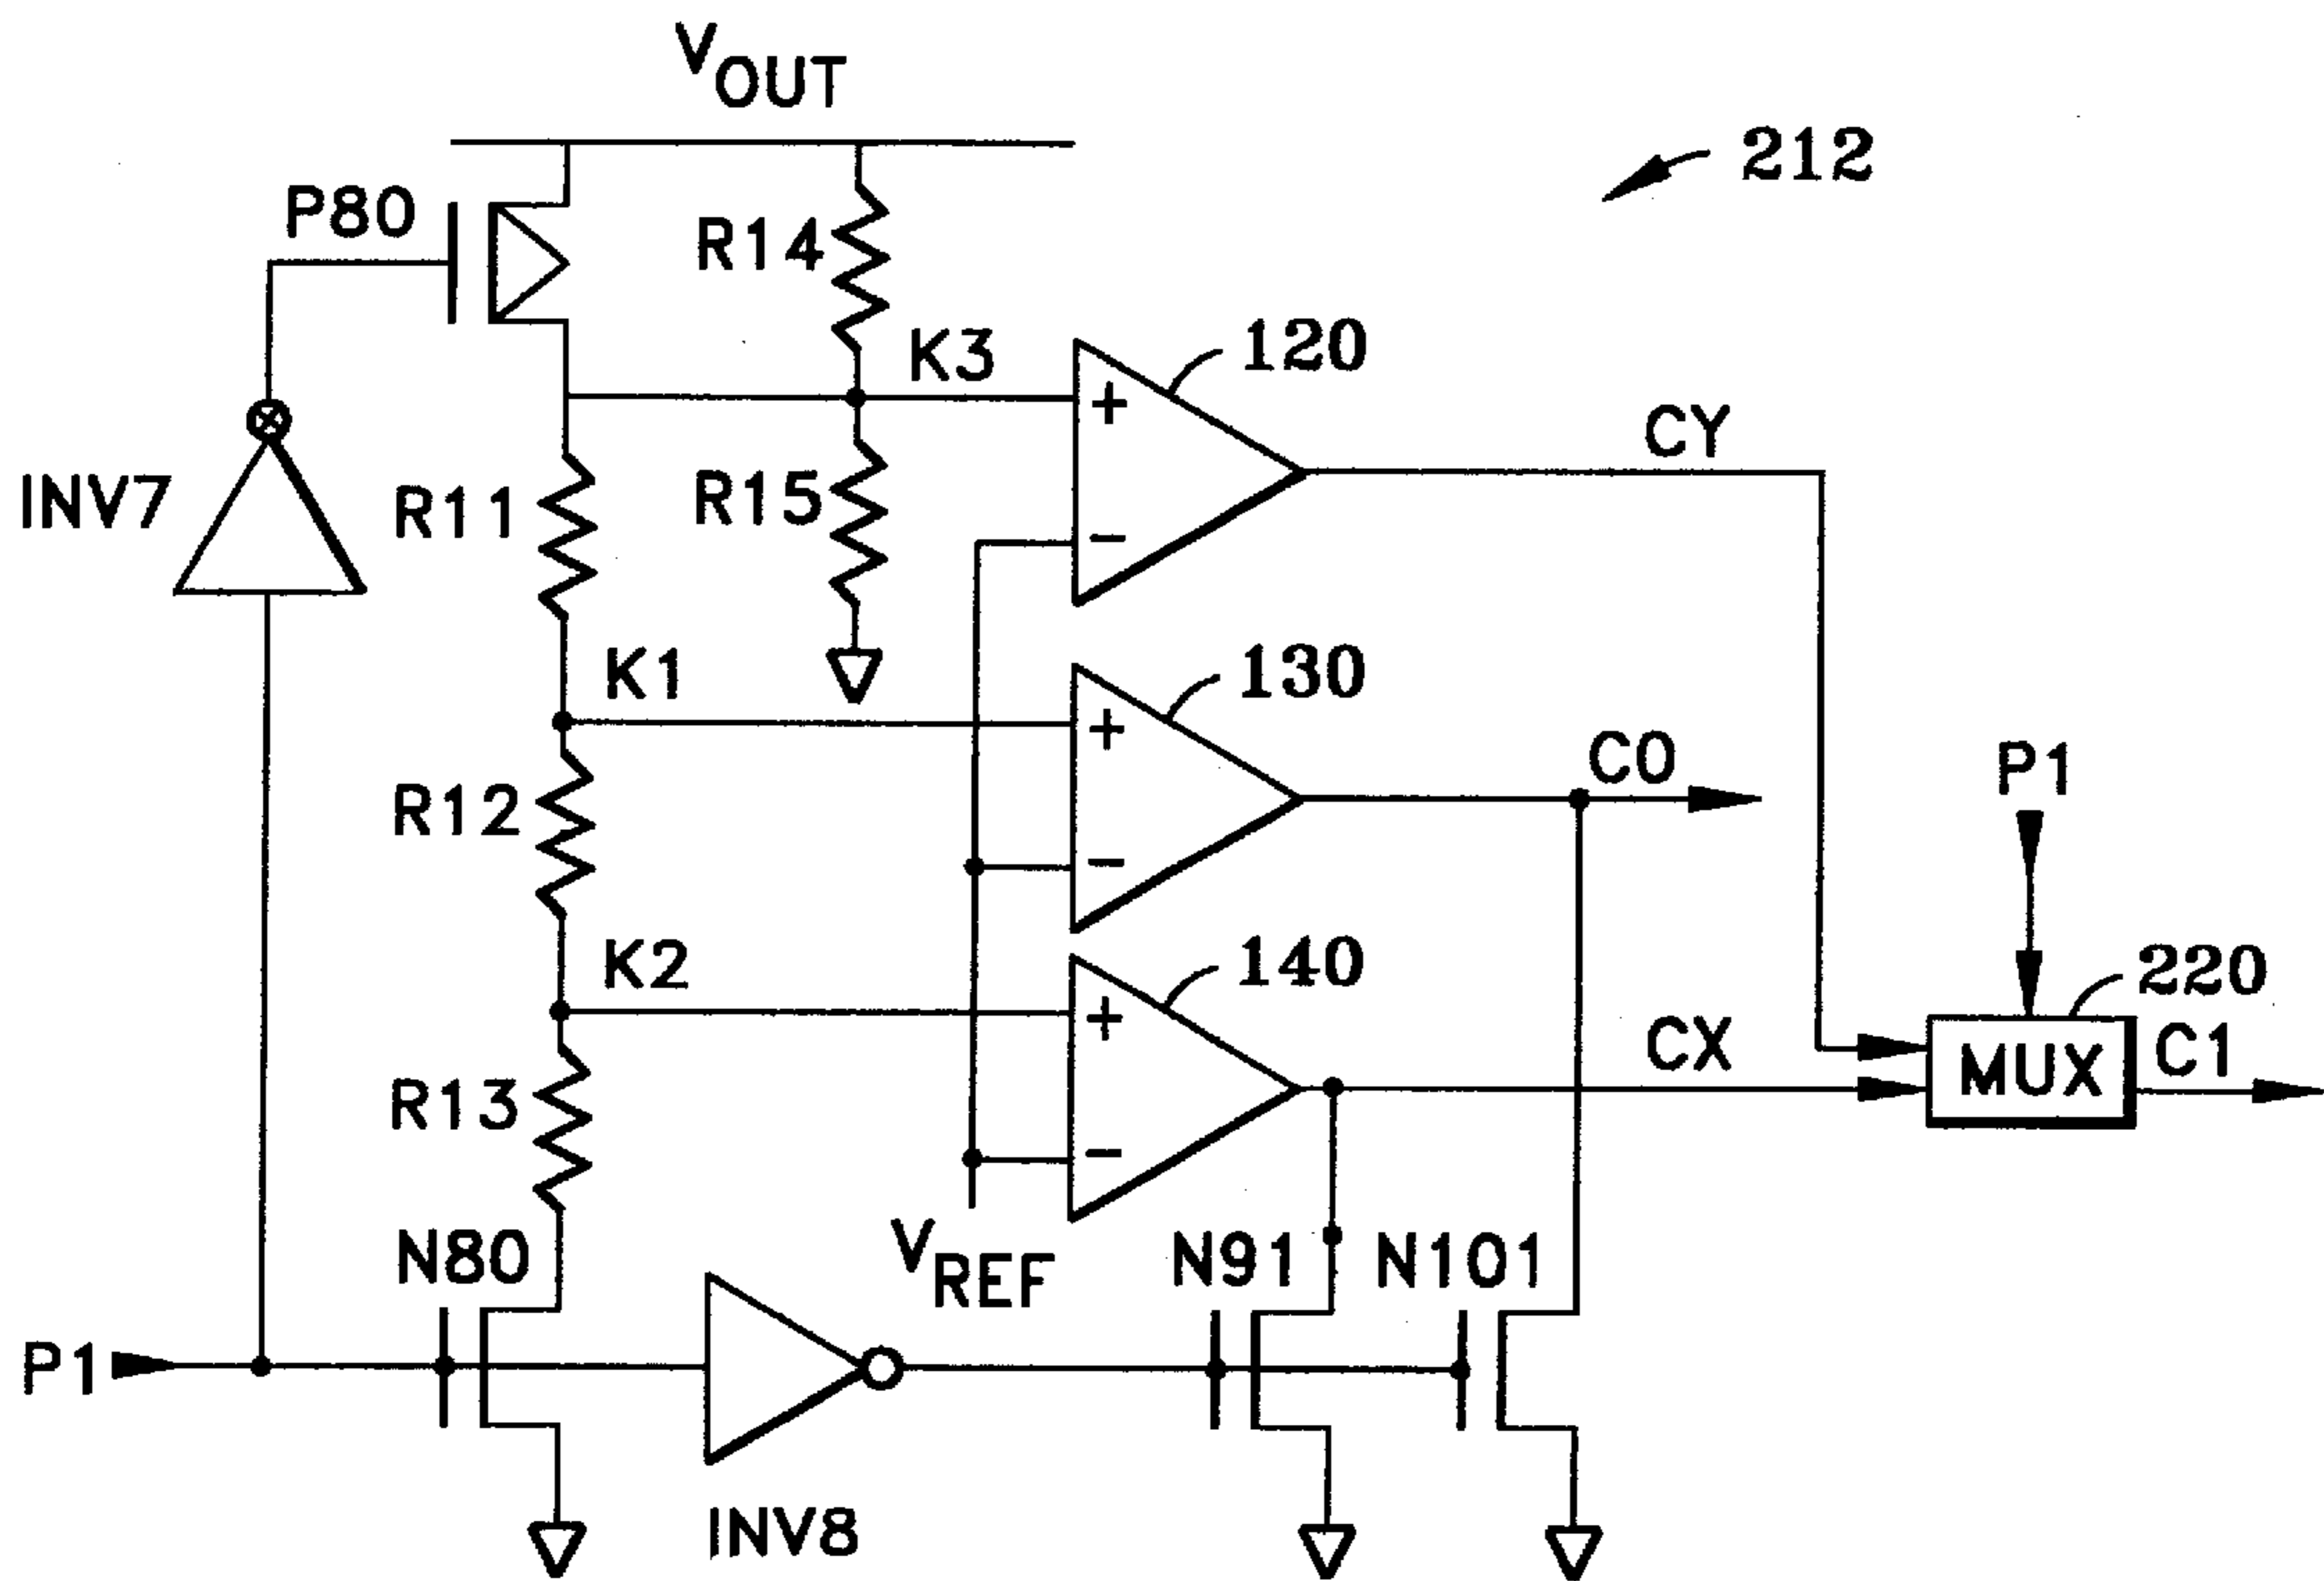 VOUT
212
P80
R14
K3
120
CY
INV7
R11
R15
+
−
K1
130
+
C0
P1
R12
−
K2
140
220
+
CX
MUX
C1
R13
−
VREF
N80
N91
N101
P1
INV8